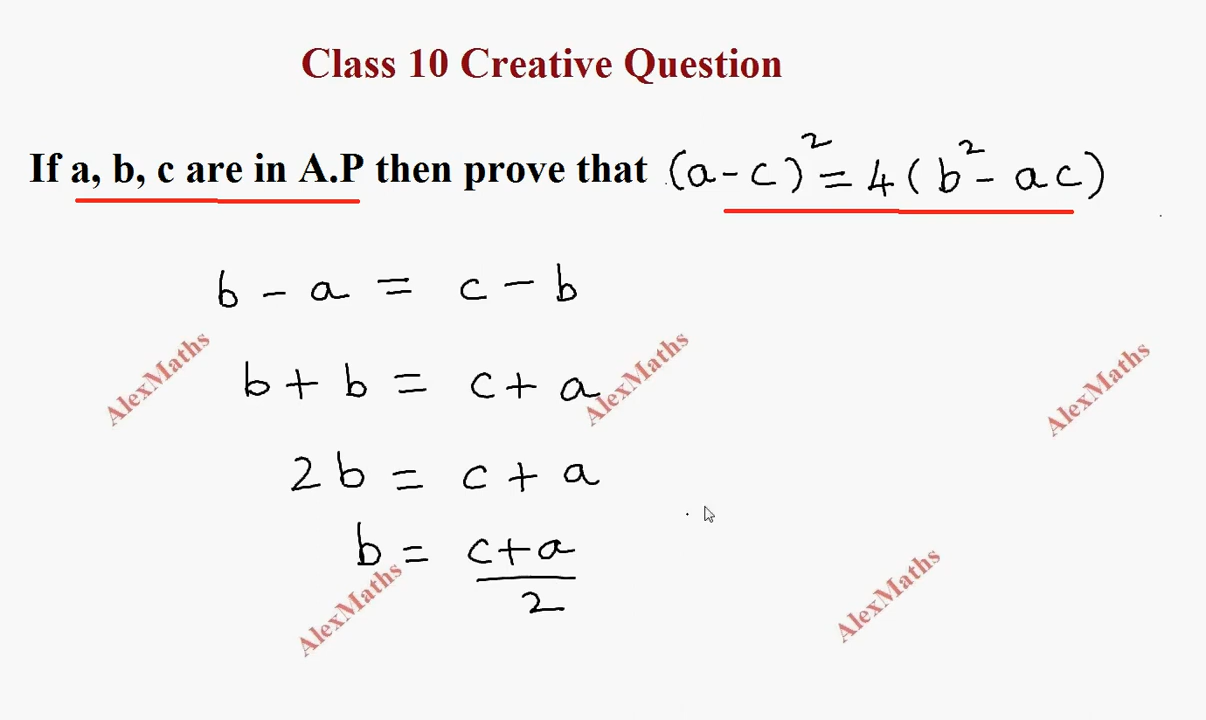 Class 10 Creative Question
If a, b, c are in A.P then prove that (a-c)² = 4(b²-ac)
b - a = c - b
AlexMaths AlexMaths AlexMaths
b + b = c + a
2b = c + a
b = c+a
2
AlexMaths AlexMaths